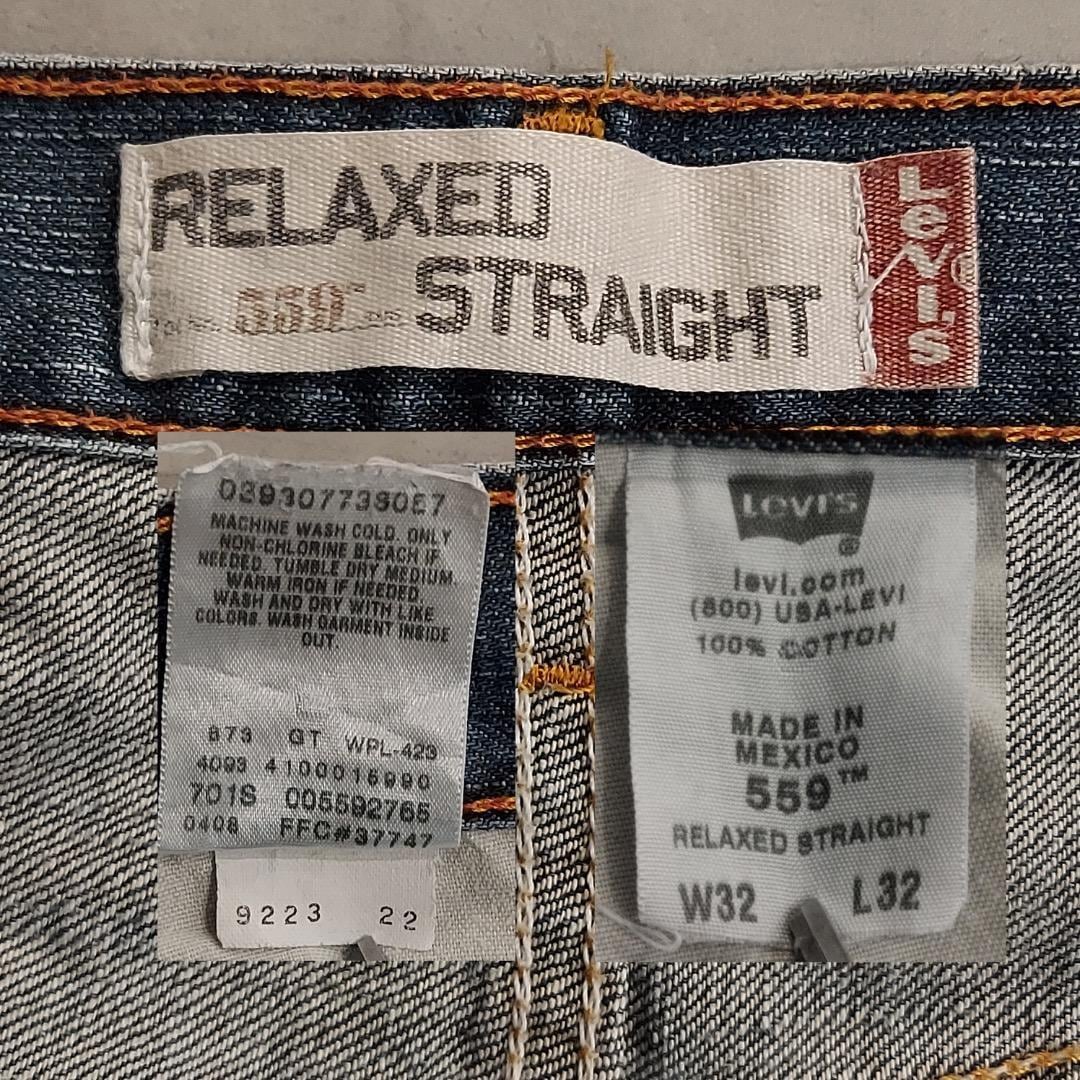 RELAXED
559™ STRAIGHT
LEVI'S
MACHINE WASH COLD. ONLY
NON-CHLORINE BLEACH IF
NEEDED. TUMBLE DRY MEDIUM.
WARM IRON IF NEEDED.
WASH AND DRY WITH LIKE
COLORS. WASH GARMENT INSIDE
OUT.
873 GT WPL-423
4093 4100016990
701S 005592765
0408 FFC#37747
9223 22
LEVI'S
®
levi.com
(800) USA-LEVI
100% COTTON
MADE IN
MEXICO
559™
RELAXED STRAIGHT
W32 L32